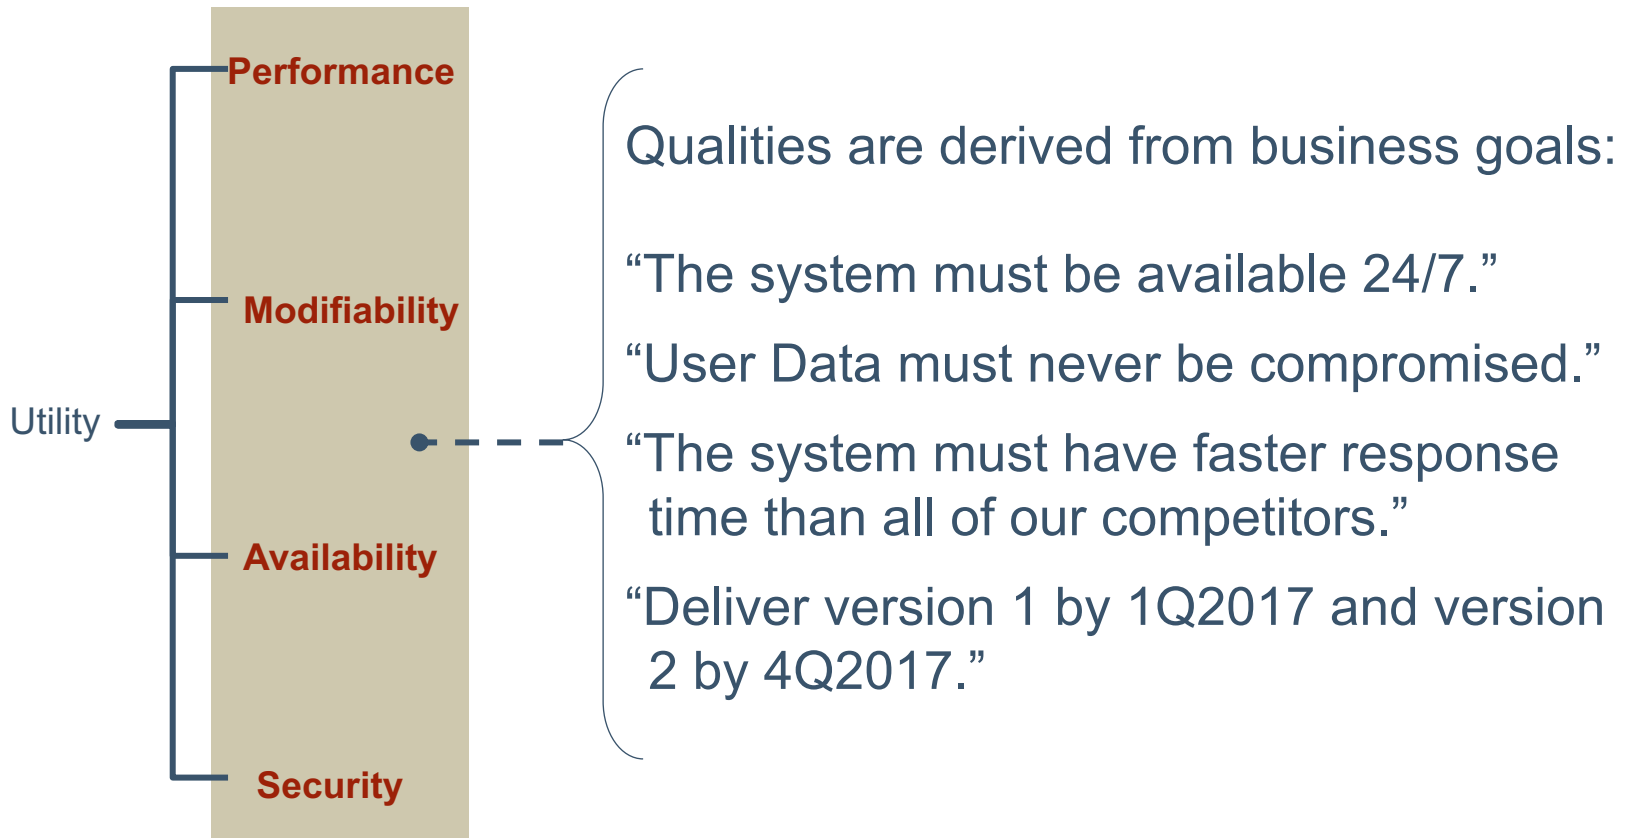 Performance
Modifiability
Utility
Availability
Security
Qualities are derived from business goals:
“The system must be available 24/7.”
“User Data must never be compromised.”
“The system must have faster response
time than all of our competitors.”
“Deliver version 1 by 1Q2017 and version
2 by 4Q2017.”